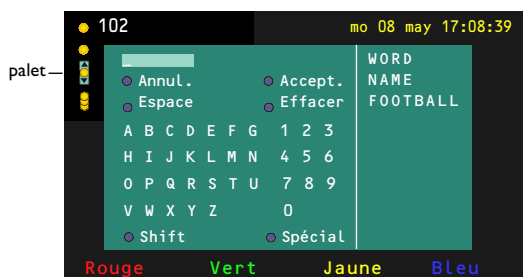 102 mo 08 may 17:08:39
palet
_ WORD
Annul. Accept. NAME
Espace Effacer FOOTBALL
A B C D E F G 1 2 3
H I J K L M N 4 5 6
O P Q R S T U 7 8 9
V W X Y Z 0
Shift Spécial
Rouge Vert Jaune Bleu